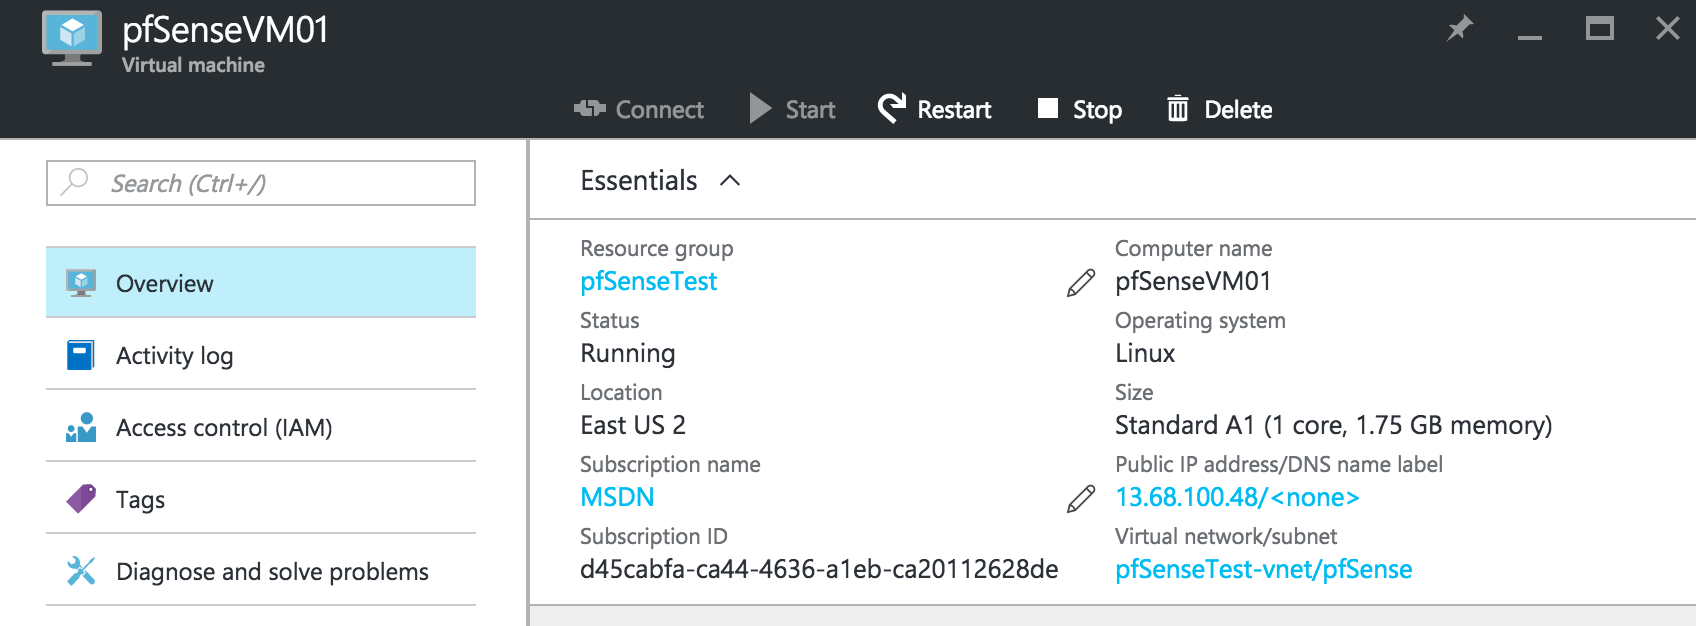 pfSenseVM01
Virtual machine
Connect
Start
Restart
Stop
Delete
Search (Ctrl+/)
Overview
Activity log
Access control (IAM)
Tags
Diagnose and solve problems
Essentials
Resource group
pfSenseTest
Status
Running
Location
East US 2
Subscription name
MSDN
Subscription ID
d45cabfa-ca44-4636-a1eb-ca20112628de
Computer name
pfSenseVM01
Operating system
Linux
Size
Standard A1 (1 core, 1.75 GB memory)
Public IP address/DNS name label
13.68.100.48/<none>
Virtual network/subnet
pfSenseTest-vnet/pfSense